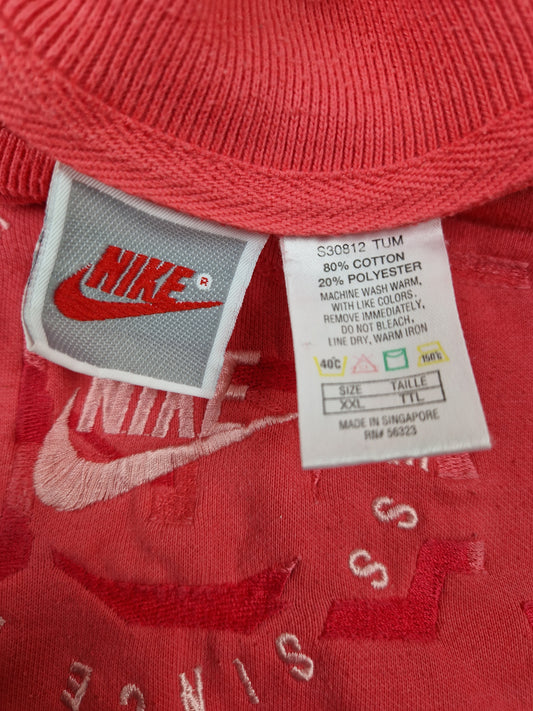 NIKE ®
S30812 TUM
80% COTTON
20% POLYESTER
MACHINE WASH WARM,
WITH LIKE COLORS.
REMOVE IMMEDIATELY,
DO NOT BLEACH.
LINE DRY, WARM IRON
40°C 150°C
SIZE TAILLE
XXL TTL
MADE IN SINGAPORE
RN# 56323
NIKE
SINCE